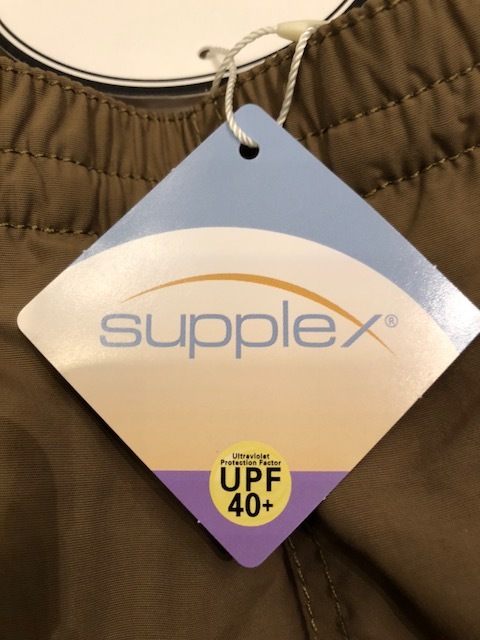 supplex®
Ultraviolet
Protection Factor
UPF
40+